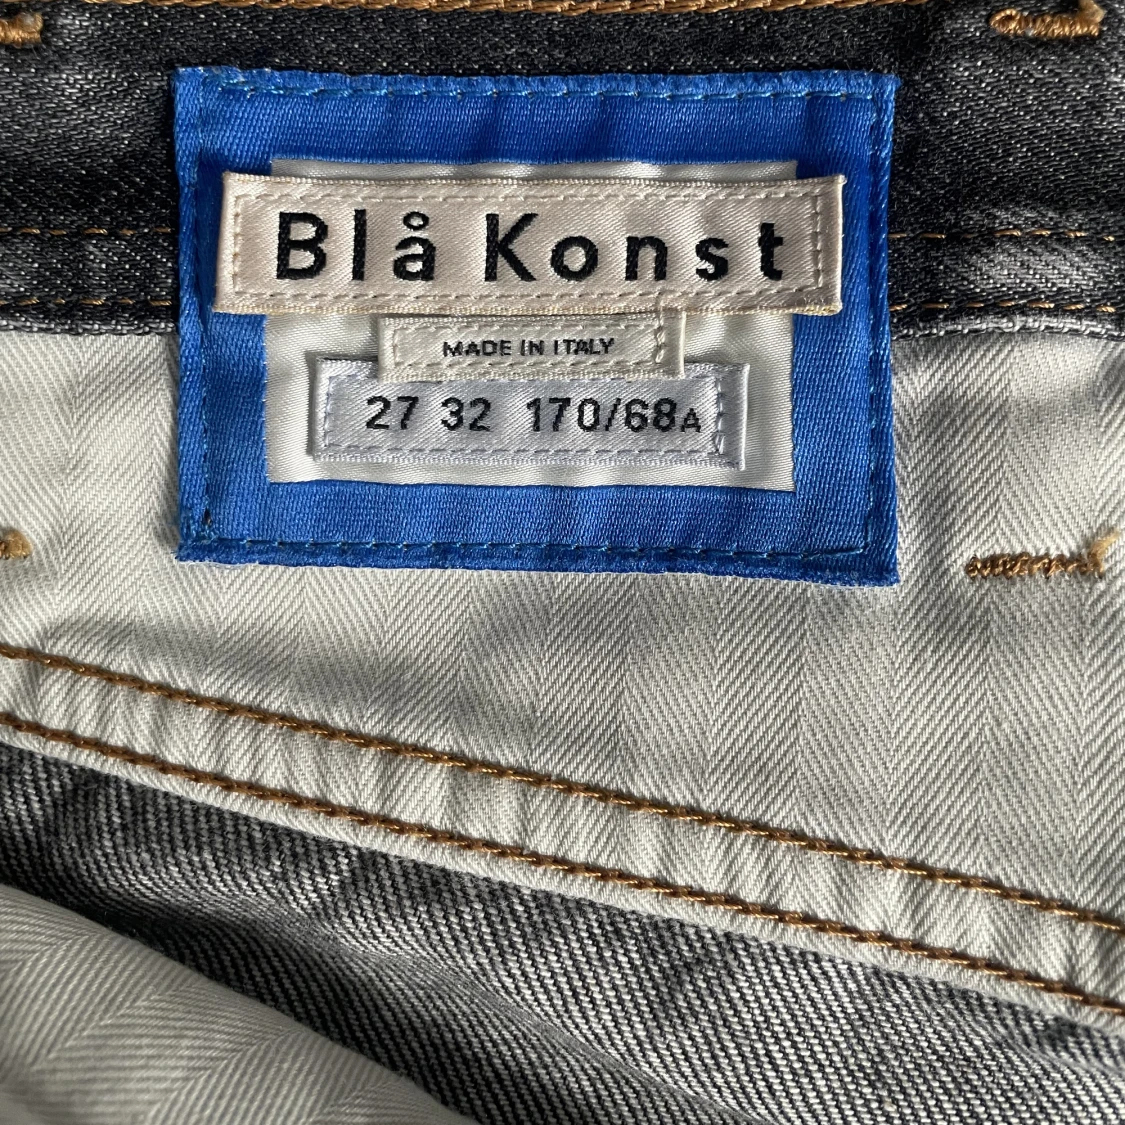 Blå Konst
MADE IN ITALY
27 32 170/68A